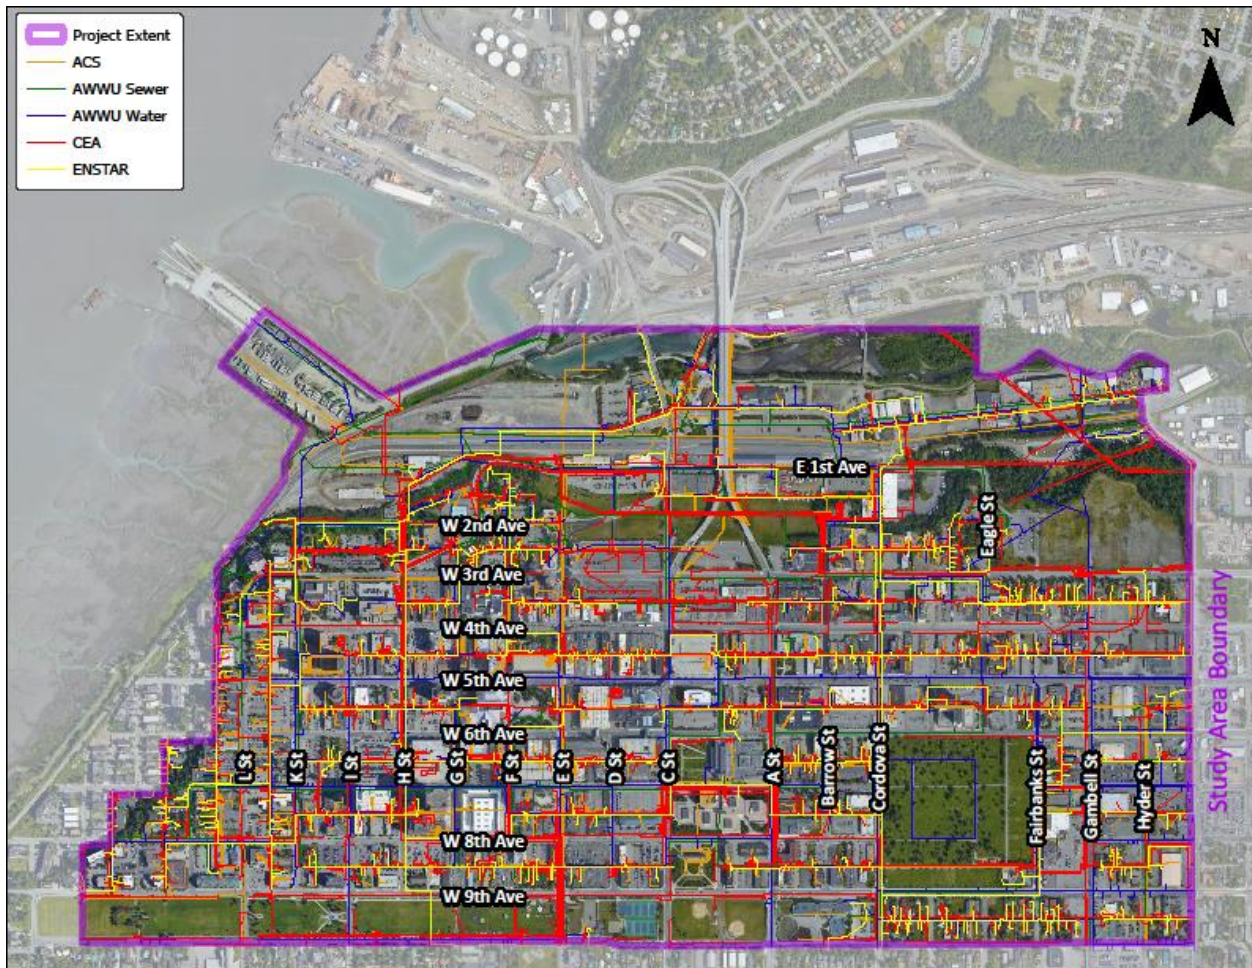 Project Extent
ACS
AWWU Sewer
AWWU Water
CEA
ENSTAR
N
E 1st Ave
W 2nd Ave
Eagle St
W 3rd Ave
W 4th Ave
W 5th Ave
W 6th Ave
L St
K St
I St
H St
G St
F St
E St
D St
C St
A St
Barrow St
Cordova St
Fairbanks St
Gambell St
Hyder St
Study Area Boundary
W 8th Ave
W 9th Ave